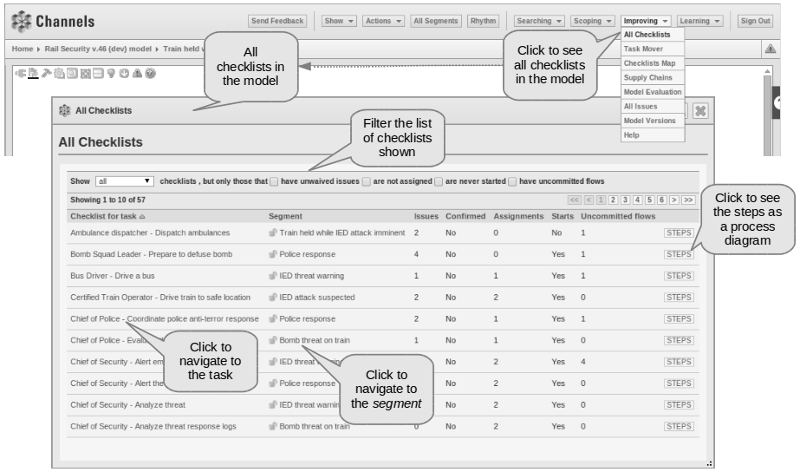 Channels
Send Feedback Show Actions All Segments Rhythm Searching Scoping Improving Learning Sign Out
Home Rail Security v.46 (dev) model Train held w
All Checklists
Task Mover
Checklists Map
Supply Chains
Model Evaluation
All Issues
Model Versions
Help
All
checklists in
the model
Click to see
all checklists
in the model
All Checklists
All Checklists
Filter the list
of checklists
shown
Show all checklists , but only those that have unwaived issues are not assigned are never started have uncommitted flows
Showing 1 to 10 of 57 << < 1 2 3 4 5 6 > >>
Checklist for task Segment Issues Confirmed Assignments Starts Uncommitted flows
Ambulance dispatcher - Dispatch ambulances Train held while IED attack imminent 2 No 0 No 1 STEPS
Bomb Squad Leader - Prepare to defuse bomb Police response 4 No 0 Yes 1 STEPS
Bus Driver - Drive a bus IED threat warning 1 No 1 Yes 1 STEPS
Certified Train Operator - Drive train to safe location IED attack suspected 2 No 2 Yes 0 STEPS
Chief of Police - Coordinate police anti-terror response Police response 2 No 1 Yes 1 STEPS
Chief of Police - Evalu Bomb threat on train 1 No 1 Yes 0 STEPS
Chief of Security - Alert em IED threat No 2 Yes 4 STEPS
Chief of Security - Alert the Police response No 2 Yes 0 STEPS
Chief of Security - Analyze threat IED threat warnin No 2 Yes 0 STEPS
Chief of Security - Analyze threat response logs Bomb threat on train 0 No 2 Yes 0 STEPS
Click to see
the steps as
a process
diagram
Click to
navigate to
the task
Click to
navigate to
the segment